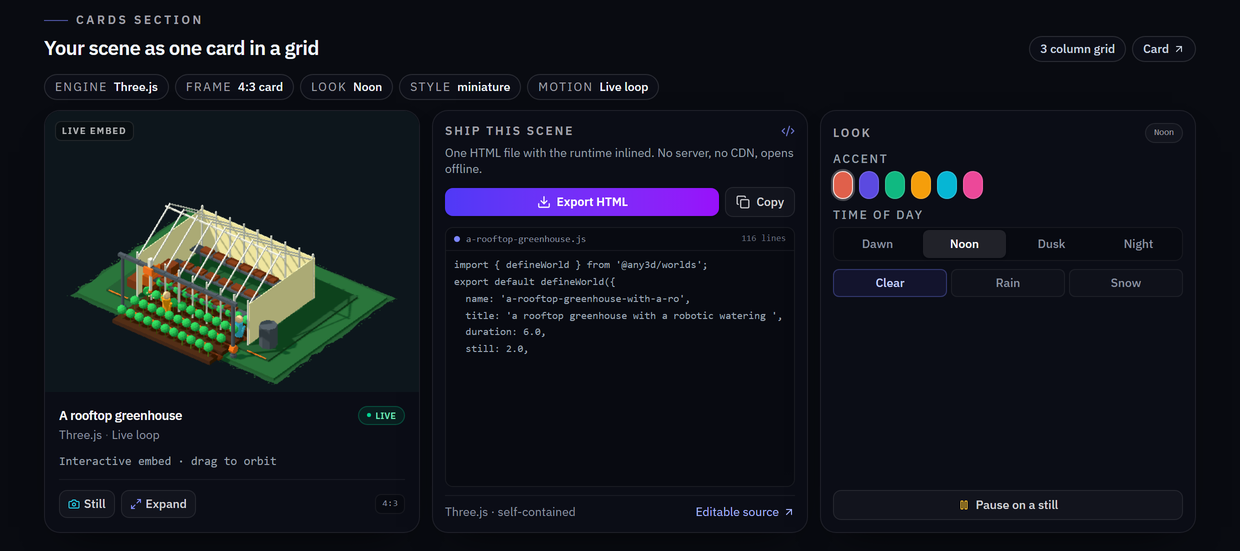 CARDS SECTION
Your scene as one card in a grid
3 column grid
Card ↗
ENGINE Three.js
FRAME 4:3 card
LOOK Noon
STYLE miniature
MOTION Live loop
LIVE EMBED
A rooftop greenhouse
LIVE
Three.js · Live loop
Interactive embed · drag to orbit
Still
Expand
4:3
SHIP THIS SCENE
</>
One HTML file with the runtime inlined. No server, no CDN, opens
offline.
Export HTML
Copy
a-rooftop-greenhouse.js
116 lines
import { defineWorld } from '@any3d/worlds';
export default defineWorld({
name: 'a-rooftop-greenhouse-with-a-ro',
title: 'a rooftop greenhouse with a robotic watering ',
duration: 6.0,
still: 2.0,
Three.js · self-contained
Editable source ↗
LOOK
Noon
ACCENT
TIME OF DAY
Dawn
Noon
Dusk
Night
Clear
Rain
Snow
Pause on a still